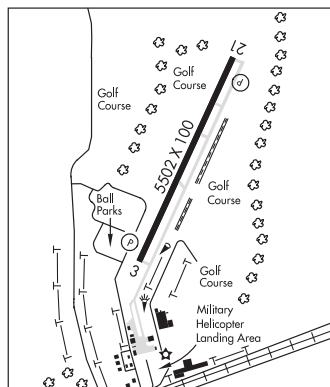 21
P
Golf
Course
Golf
Course
5502 X 100
Golf
Course
Ball
Parks
P
3
Golf
Course
Military
Helicopter
Landing Area